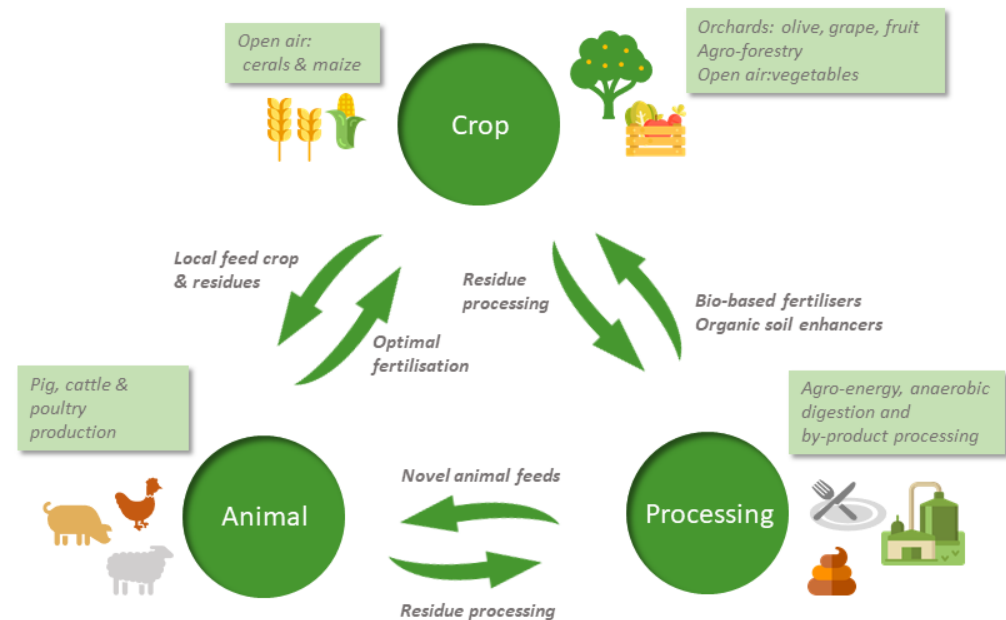 Open air:
cerals & maize
Crop
Orchards: olive, grape, fruit
Agro-forestry
Open air:vegetables
Local feed crop
& residues
Optimal
fertilisation
Residue
processing
Bio-based fertilisers
Organic soil enhancers
Pig, cattle &
poultry
production
Animal
Novel animal feeds
Residue processing
Processing
Agro-energy, anaerobic
digestion and
by-product processing